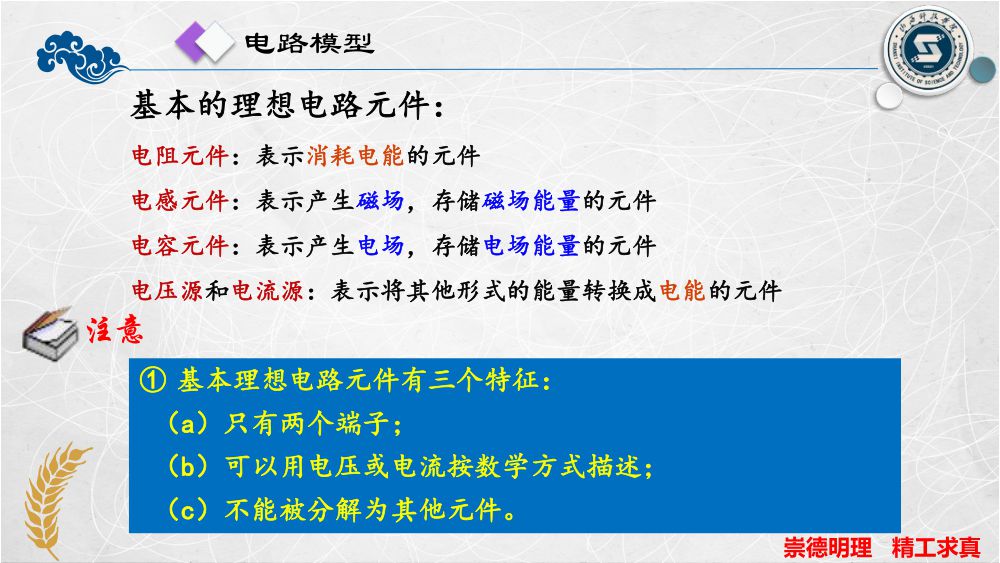 电路模型
基本的理想电路元件：
电阻元件：表示消耗电能的元件
电感元件：表示产生磁场，存储磁场能量的元件
电容元件：表示产生电场，存储电场能量的元件
电压源和电流源：表示将其他形式的能量转换成电能的元件
注意
① 基本理想电路元件有三个特征：
（a）只有两个端子；
（b）可以用电压或电流按数学方式描述；
（c）不能被分解为其他元件。
崇德明理 精工求真